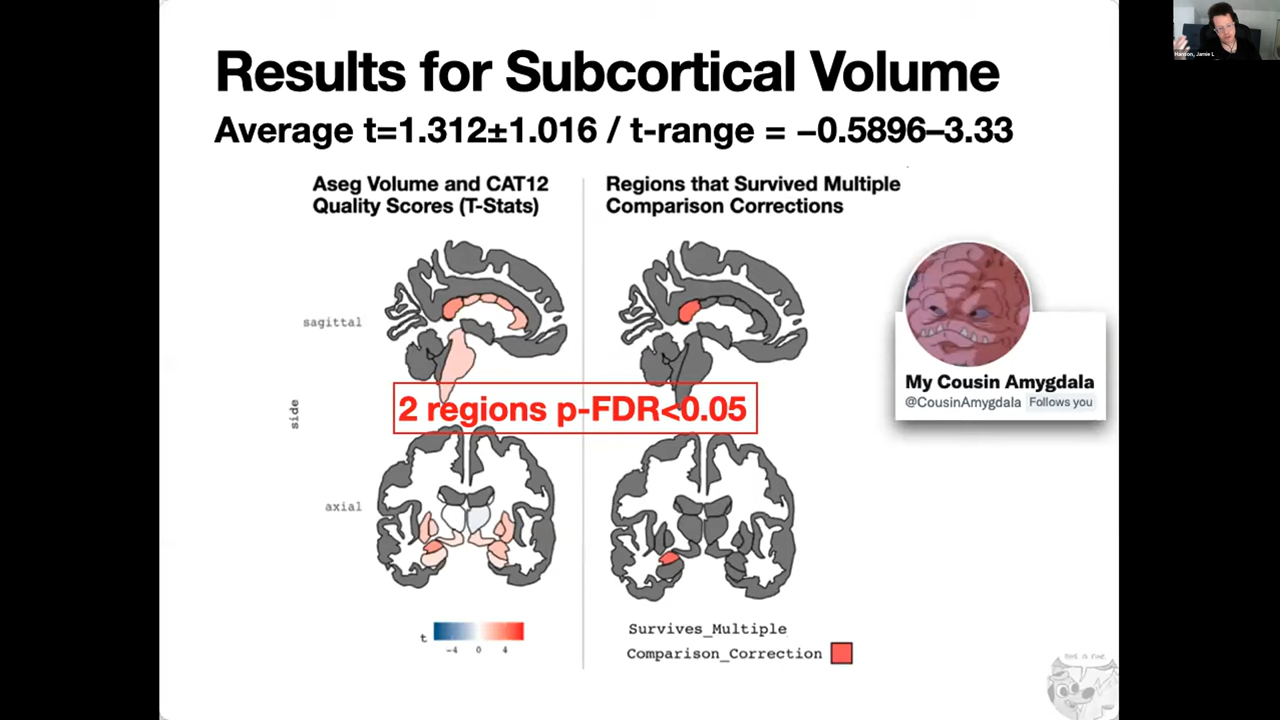 Results for Subcortical Volume
Average t=1.312±1.016 / t-range = −0.5896–3.33
Aseg Volume and CAT12
Quality Scores (T-Stats)
Regions that Survived Multiple
Comparison Corrections
sagittal
side
2 regions p-FDR<0.05
axial
t
-4 0 4
Survives_Multiple
Comparison_Correction
My Cousin Amygdala
@CousinAmygdala Follows you
Hanson, Jamie L